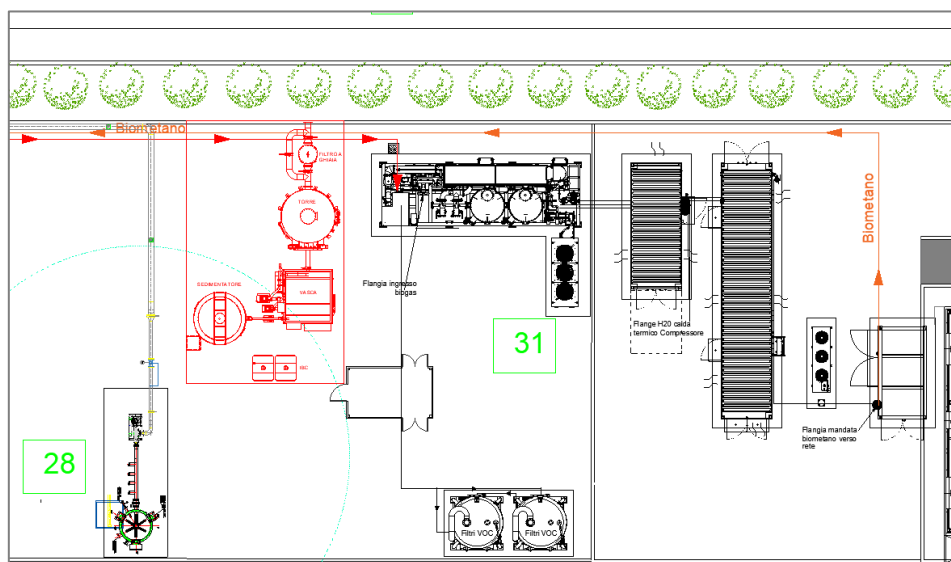 Biometano
FILTRO A
GHIAIA
TORRE
Biometano
SEDIMENTATORE
VASCA
Flangia ingresso
biogas
31
Flange H20 calda
termico Compressore
IBC
Flangia mandata
biometano verso
rete
28
Filtri VOC
Filtri VOC